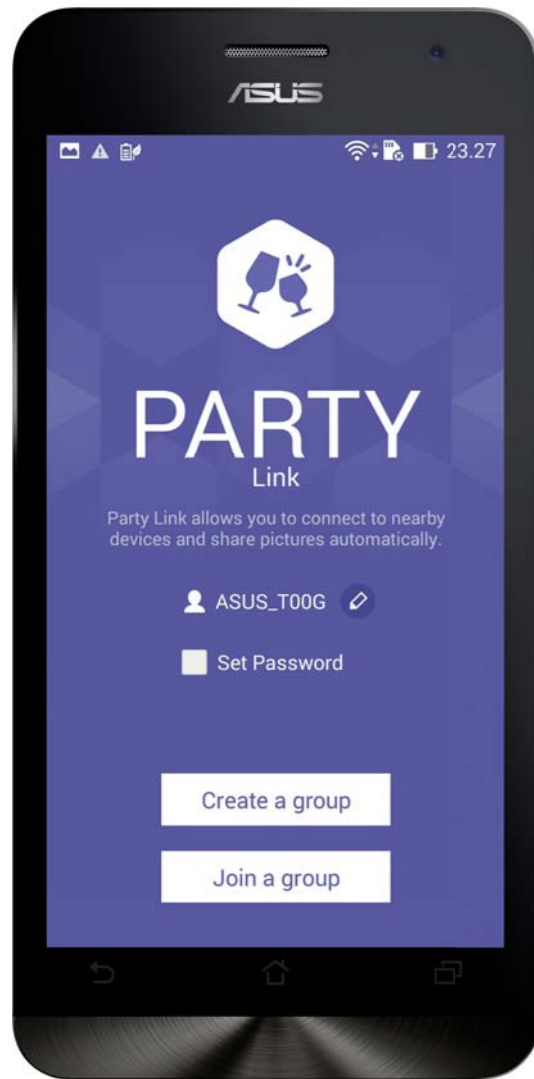 ASUS
23.27
PARTY
Link
Party Link allows you to connect to nearby
devices and share pictures automatically.
ASUS_T00G
Set Password
Create a group
Join a group